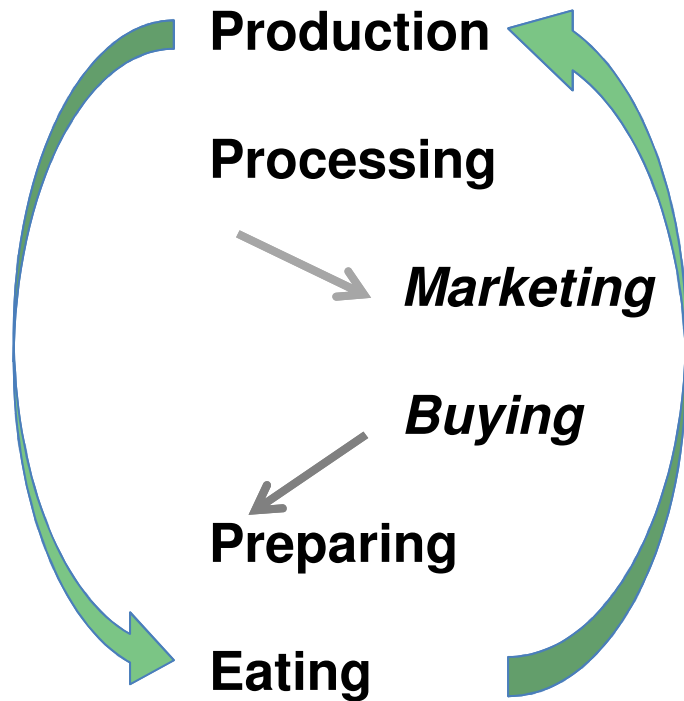 Production
Processing
Marketing
Buying
Preparing
Eating